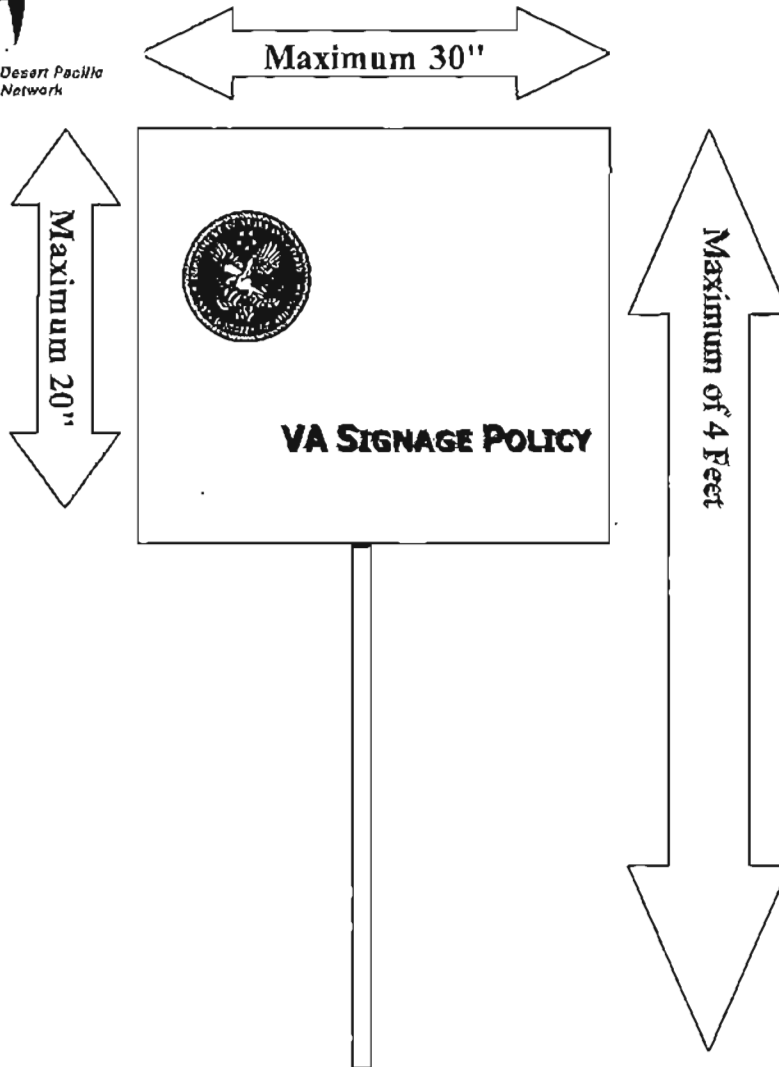 Desert Pacific
Network
Maximum 30"
Maximum 20"
Maximum of 4 Feet
VA SIGNAGE POLICY